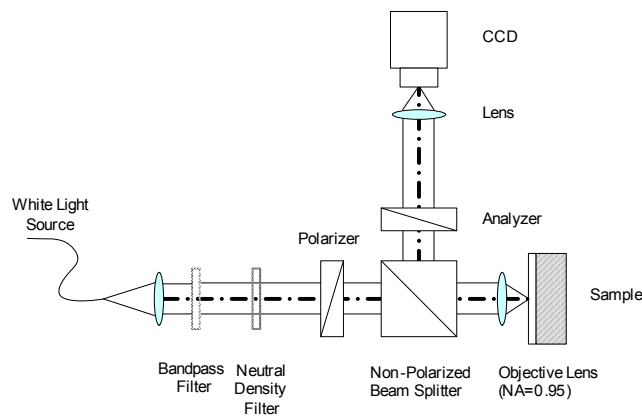 CCD
Lens
White Light
Source
Analyzer
Polarizer
Sample
Bandpass
Filter
Neutral
Density
Filter
Non-Polarized
Beam Splitter
Objective Lens
(NA=0.95)